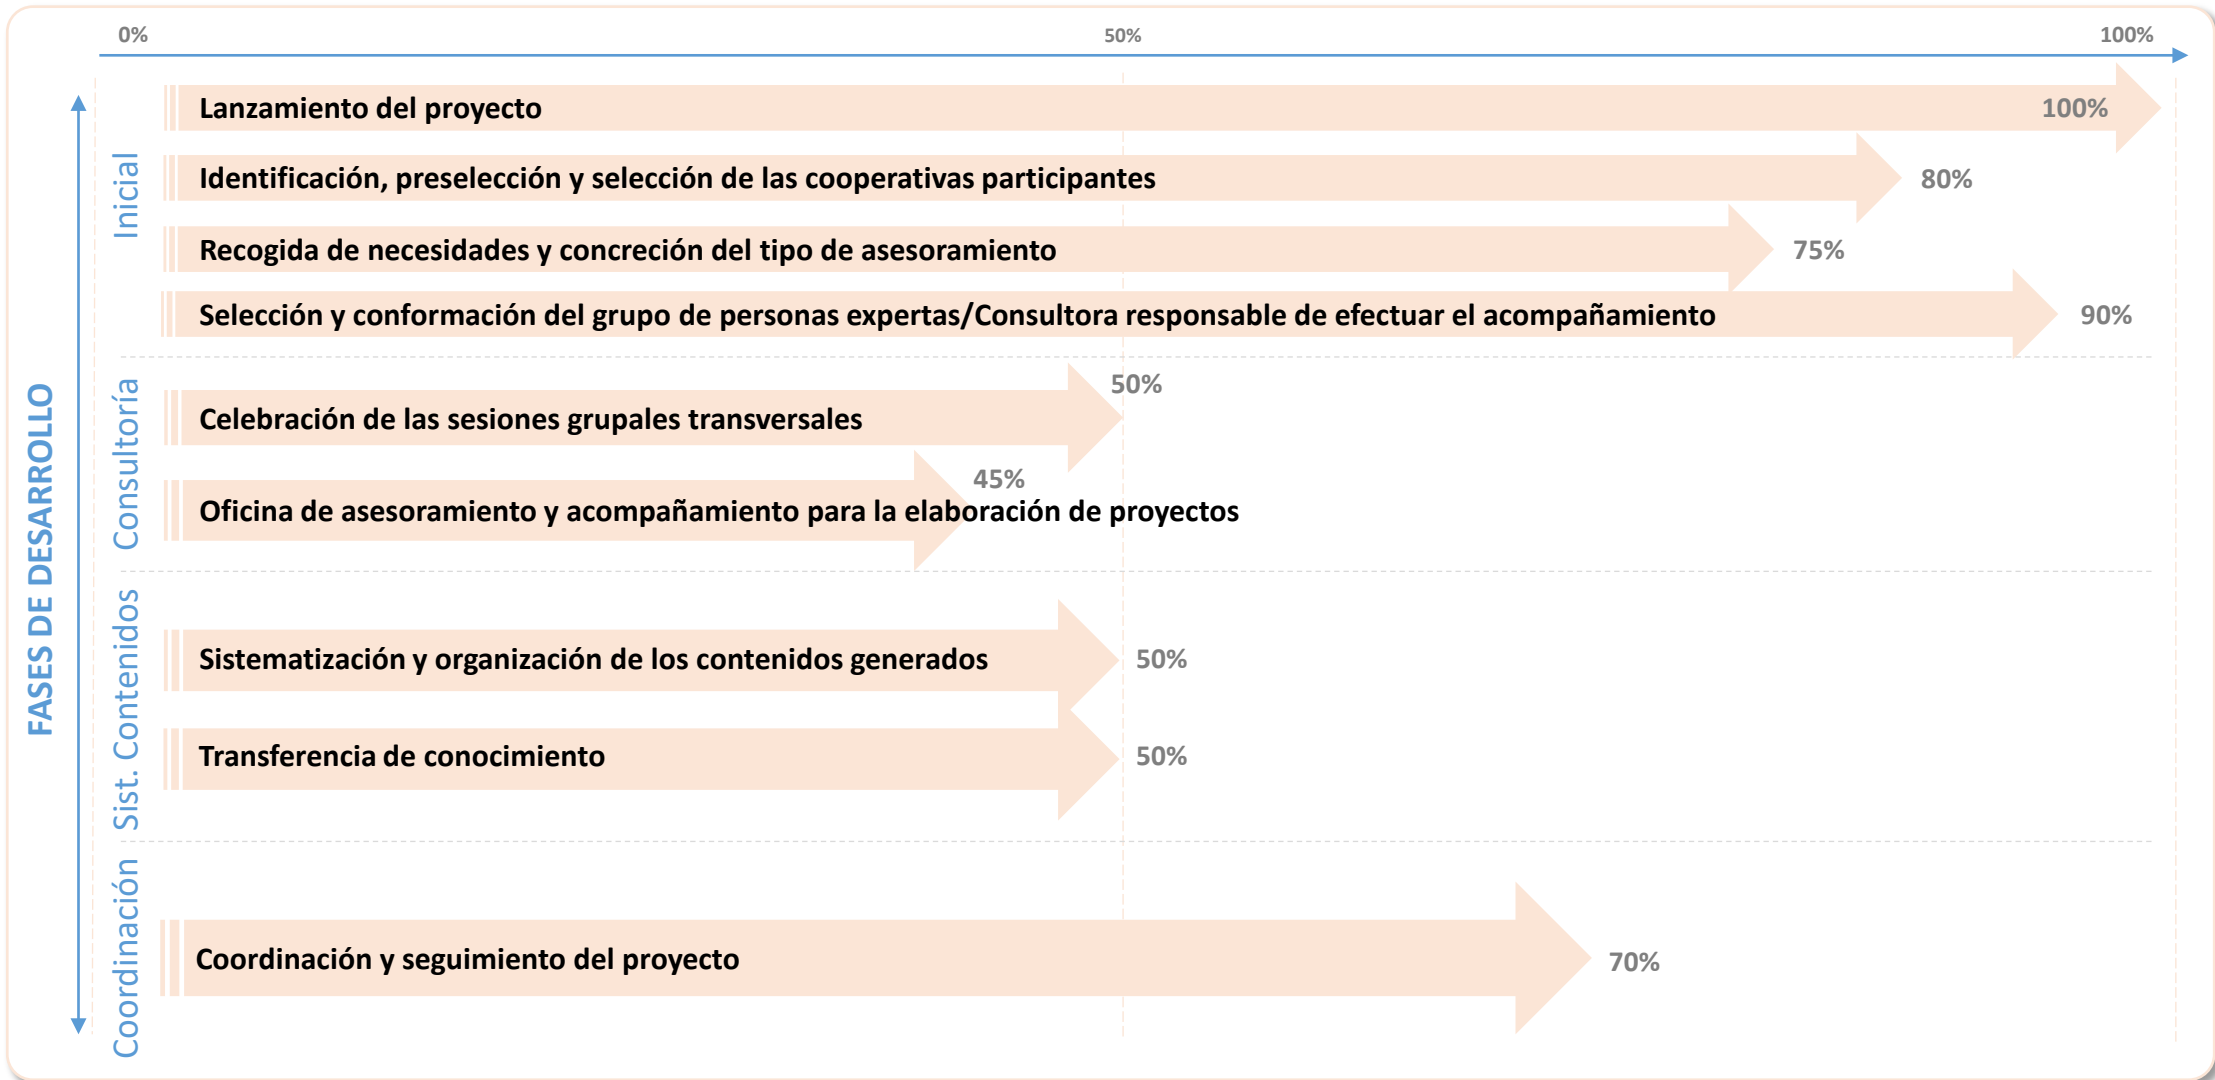 0%
50%
100%
FASES DE DESARROLLO
Inicial
Lanzamiento del proyecto
100%
Identificación, preselección y selección de las cooperativas participantes
80%
Recogida de necesidades y concreción del tipo de asesoramiento
75%
Selección y conformación del grupo de personas expertas/Consultora responsable de efectuar el acompañamiento
90%
Consultoría
Celebración de las sesiones grupales transversales
50%
Oficina de asesoramiento y acompañamiento para la elaboración de proyectos
45%
Sist. Contenidos
Sistematización y organización de los contenidos generados
50%
Transferencia de conocimiento
50%
Coordinación
Coordinación y seguimiento del proyecto
70%